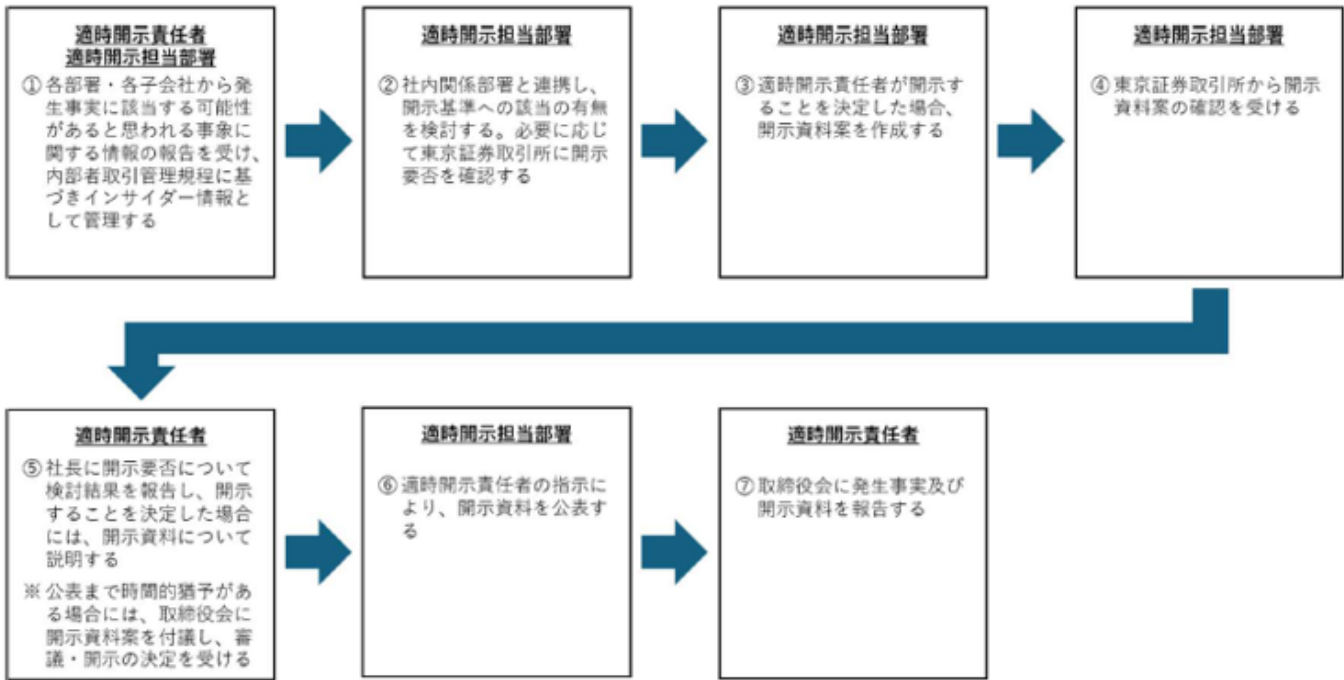 適時開示責任者
適時開示担当部署
① 各部署・各子会社から発
生事実に該当する可能性
があると思われる事象に
関する情報の報告を受け、
内部者取引管理規程に基
づきインサイダー情報と
して管理する
適時開示担当部署
② 社内関係部署と連携し、
開示基準への該当の有無
を検討する。必要に応じ
て東京証券取引所に開示
要否を確認する
適時開示担当部署
③ 適時開示責任者が開示す
ることを決定した場合、
開示資料案を作成する
適時開示担当部署
④ 東京証券取引所から開示
資料案の確認を受ける
適時開示責任者
⑤ 社長に開示要否について
検討結果を報告し、開示
することを決定した場合
には、開示資料について
説明する
※ 公表まで時間的猶予があ
る場合には、取締役会に
開示資料案を付議し、審
議・開示の決定を受ける
適時開示担当部署
⑥ 適時開示責任者の指示に
より、開示資料を公表す
る
適時開示責任者
⑦ 取締役会に発生事実及び
開示資料を報告する